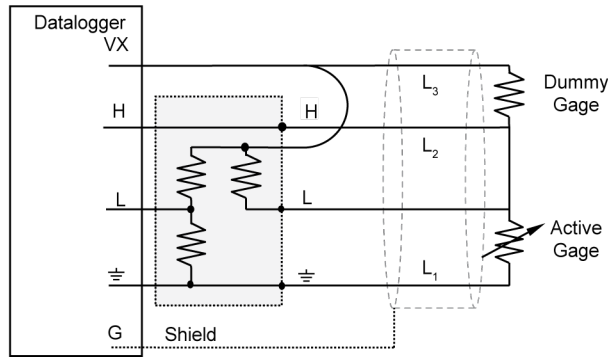 Datalogger
VX
L3
Dummy
Gage
H
H
L2
L
L
Active
Gage
L1
G
Shield